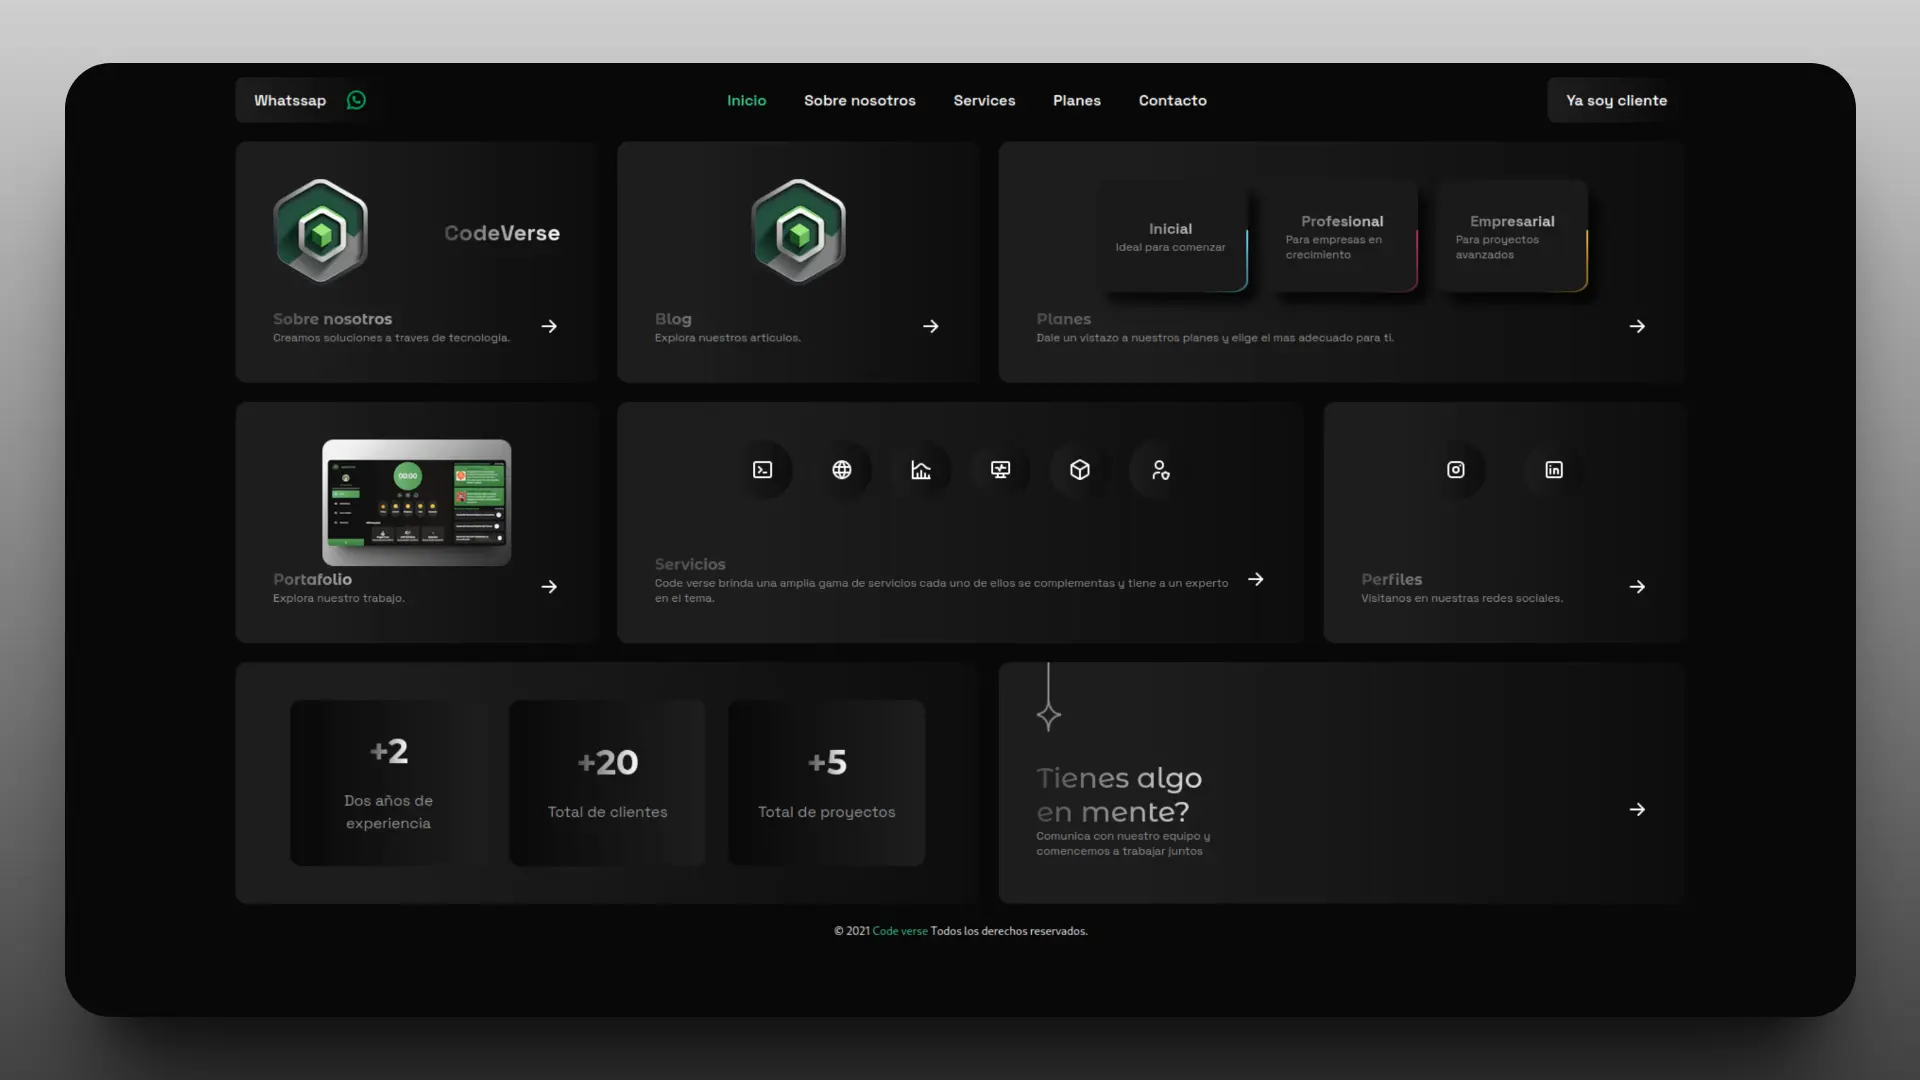 Whatssap
Inicio
Sobre nosotros
Services
Planes
Contacto
Ya soy cliente
CodeVerse
Sobre nosotros
Creamos soluciones a traves de tecnologia.
Blog
Explora nuestros articulos.
Inicial
Ideal para comenzar
Profesional
Para empresas en
crecimiento
Empresarial
Para proyectos
avanzados
Planes
Dale un vistazo a nuestros planes y elige el mas adecuado para ti.
00:00
Portafolio
Explora nuestro trabajo.
Servicios
Code verse brinda una amplia gama de servicios cada uno de ellos se complementas y tiene a un experto
en el tema.
Perfiles
Visitanos en nuestras redes sociales.
+2
Dos años de
experiencia
+20
Total de clientes
+5
Total de proyectos
Tienes algo
en mente?
Comunica con nuestro equipo y
comencemos a trabajar juntos
© 2021 Code verse Todos los derechos reservados.